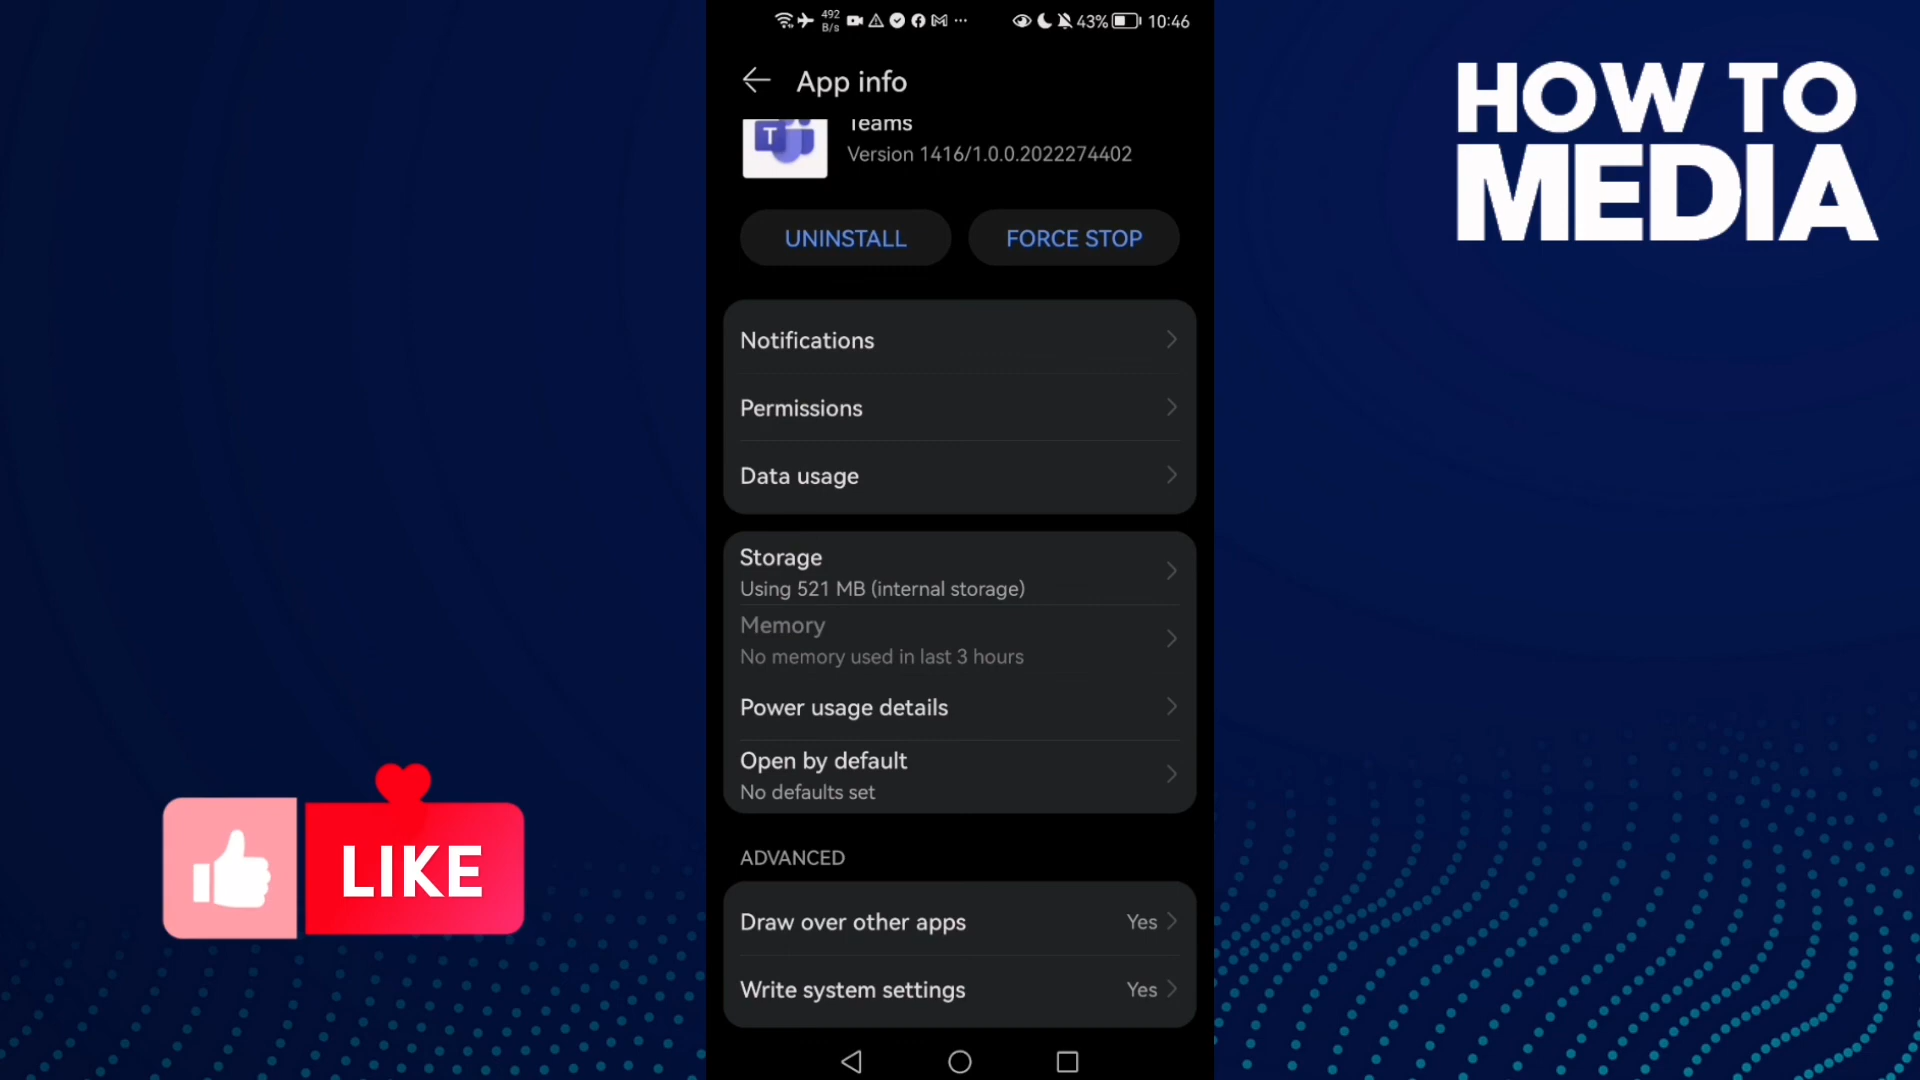 492
B/s
43%
10:46
App info
Teams
T
Version 1416/1.0.0.2022274402
UNINSTALL
FORCE STOP
Notifications
Permissions
Data usage
Storage
Using 521 MB (internal storage)
Memory
No memory used in last 3 hours
Power usage details
Open by default
No defaults set
ADVANCED
Draw over other apps Yes
Write system settings Yes
HOW TO
MEDIA
LIKE